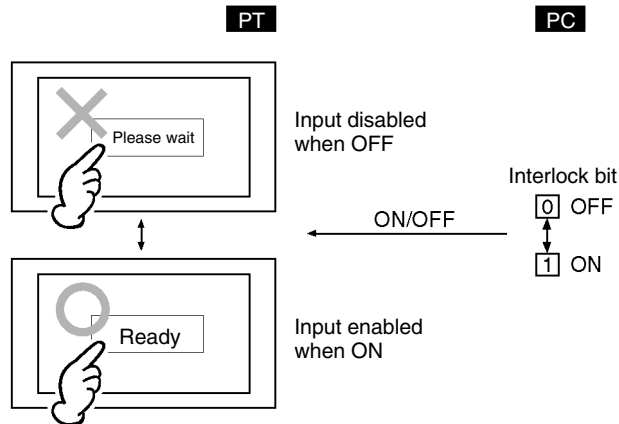 PT
PC
Please wait
Input disabled
when OFF
Interlock bit
0 OFF
ON/OFF
1 ON
Ready
Input enabled
when ON